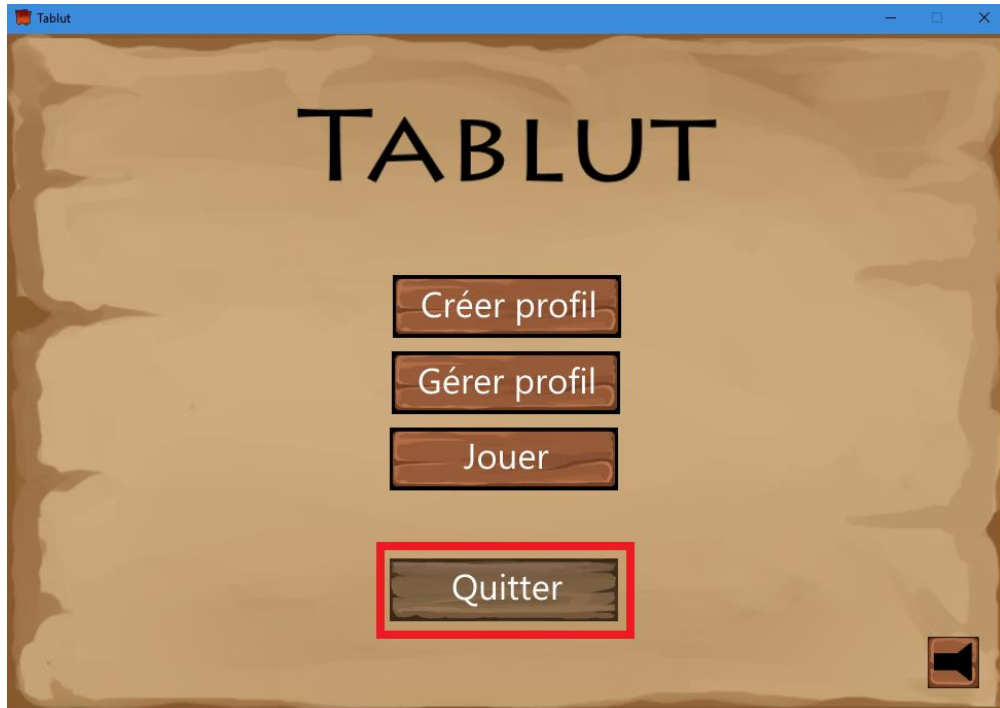 Tablut
TABLUT
Créer profil
Gérer profil
Jouer
Quitter